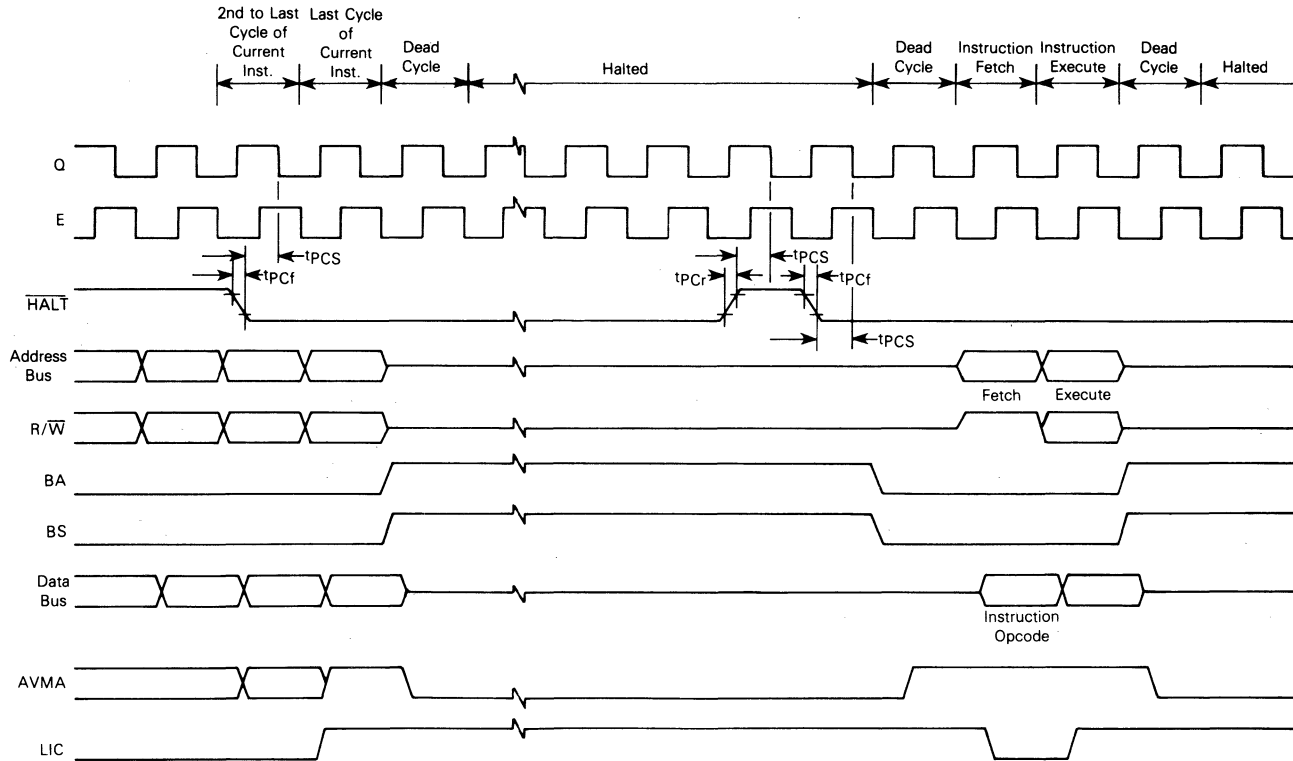 2nd to Last
Cycle of
Current
Inst.
Last Cycle
of
Current
Inst.
Dead
Cycle
Halted
Dead
Cycle
Instruction
Fetch
Instruction
Execute
Dead
Cycle
Halted
Q
E
tPCS
tPCf
tPCS
tPCr
tPCf
tPCS
HALT
Address
Bus
Fetch
Execute
R/W
BA
BS
Data
Bus
Instruction
Opcode
AVMA
LIC